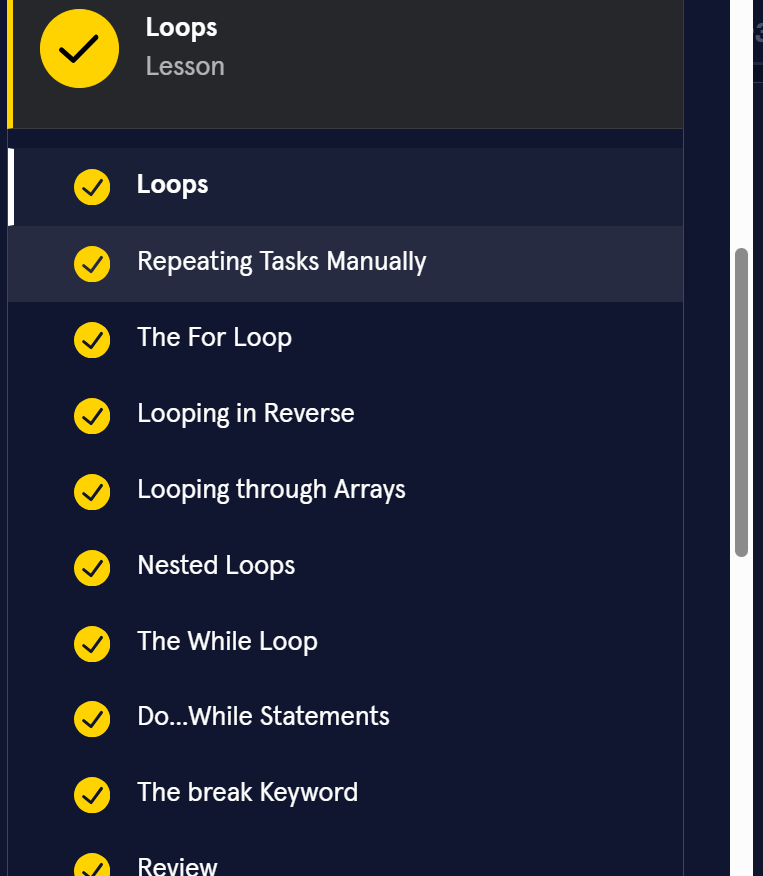 Loops
Lesson
Loops
Repeating Tasks Manually
The For Loop
Looping in Reverse
Looping through Arrays
Nested Loops
The While Loop
Do...While Statements
The break Keyword
Review